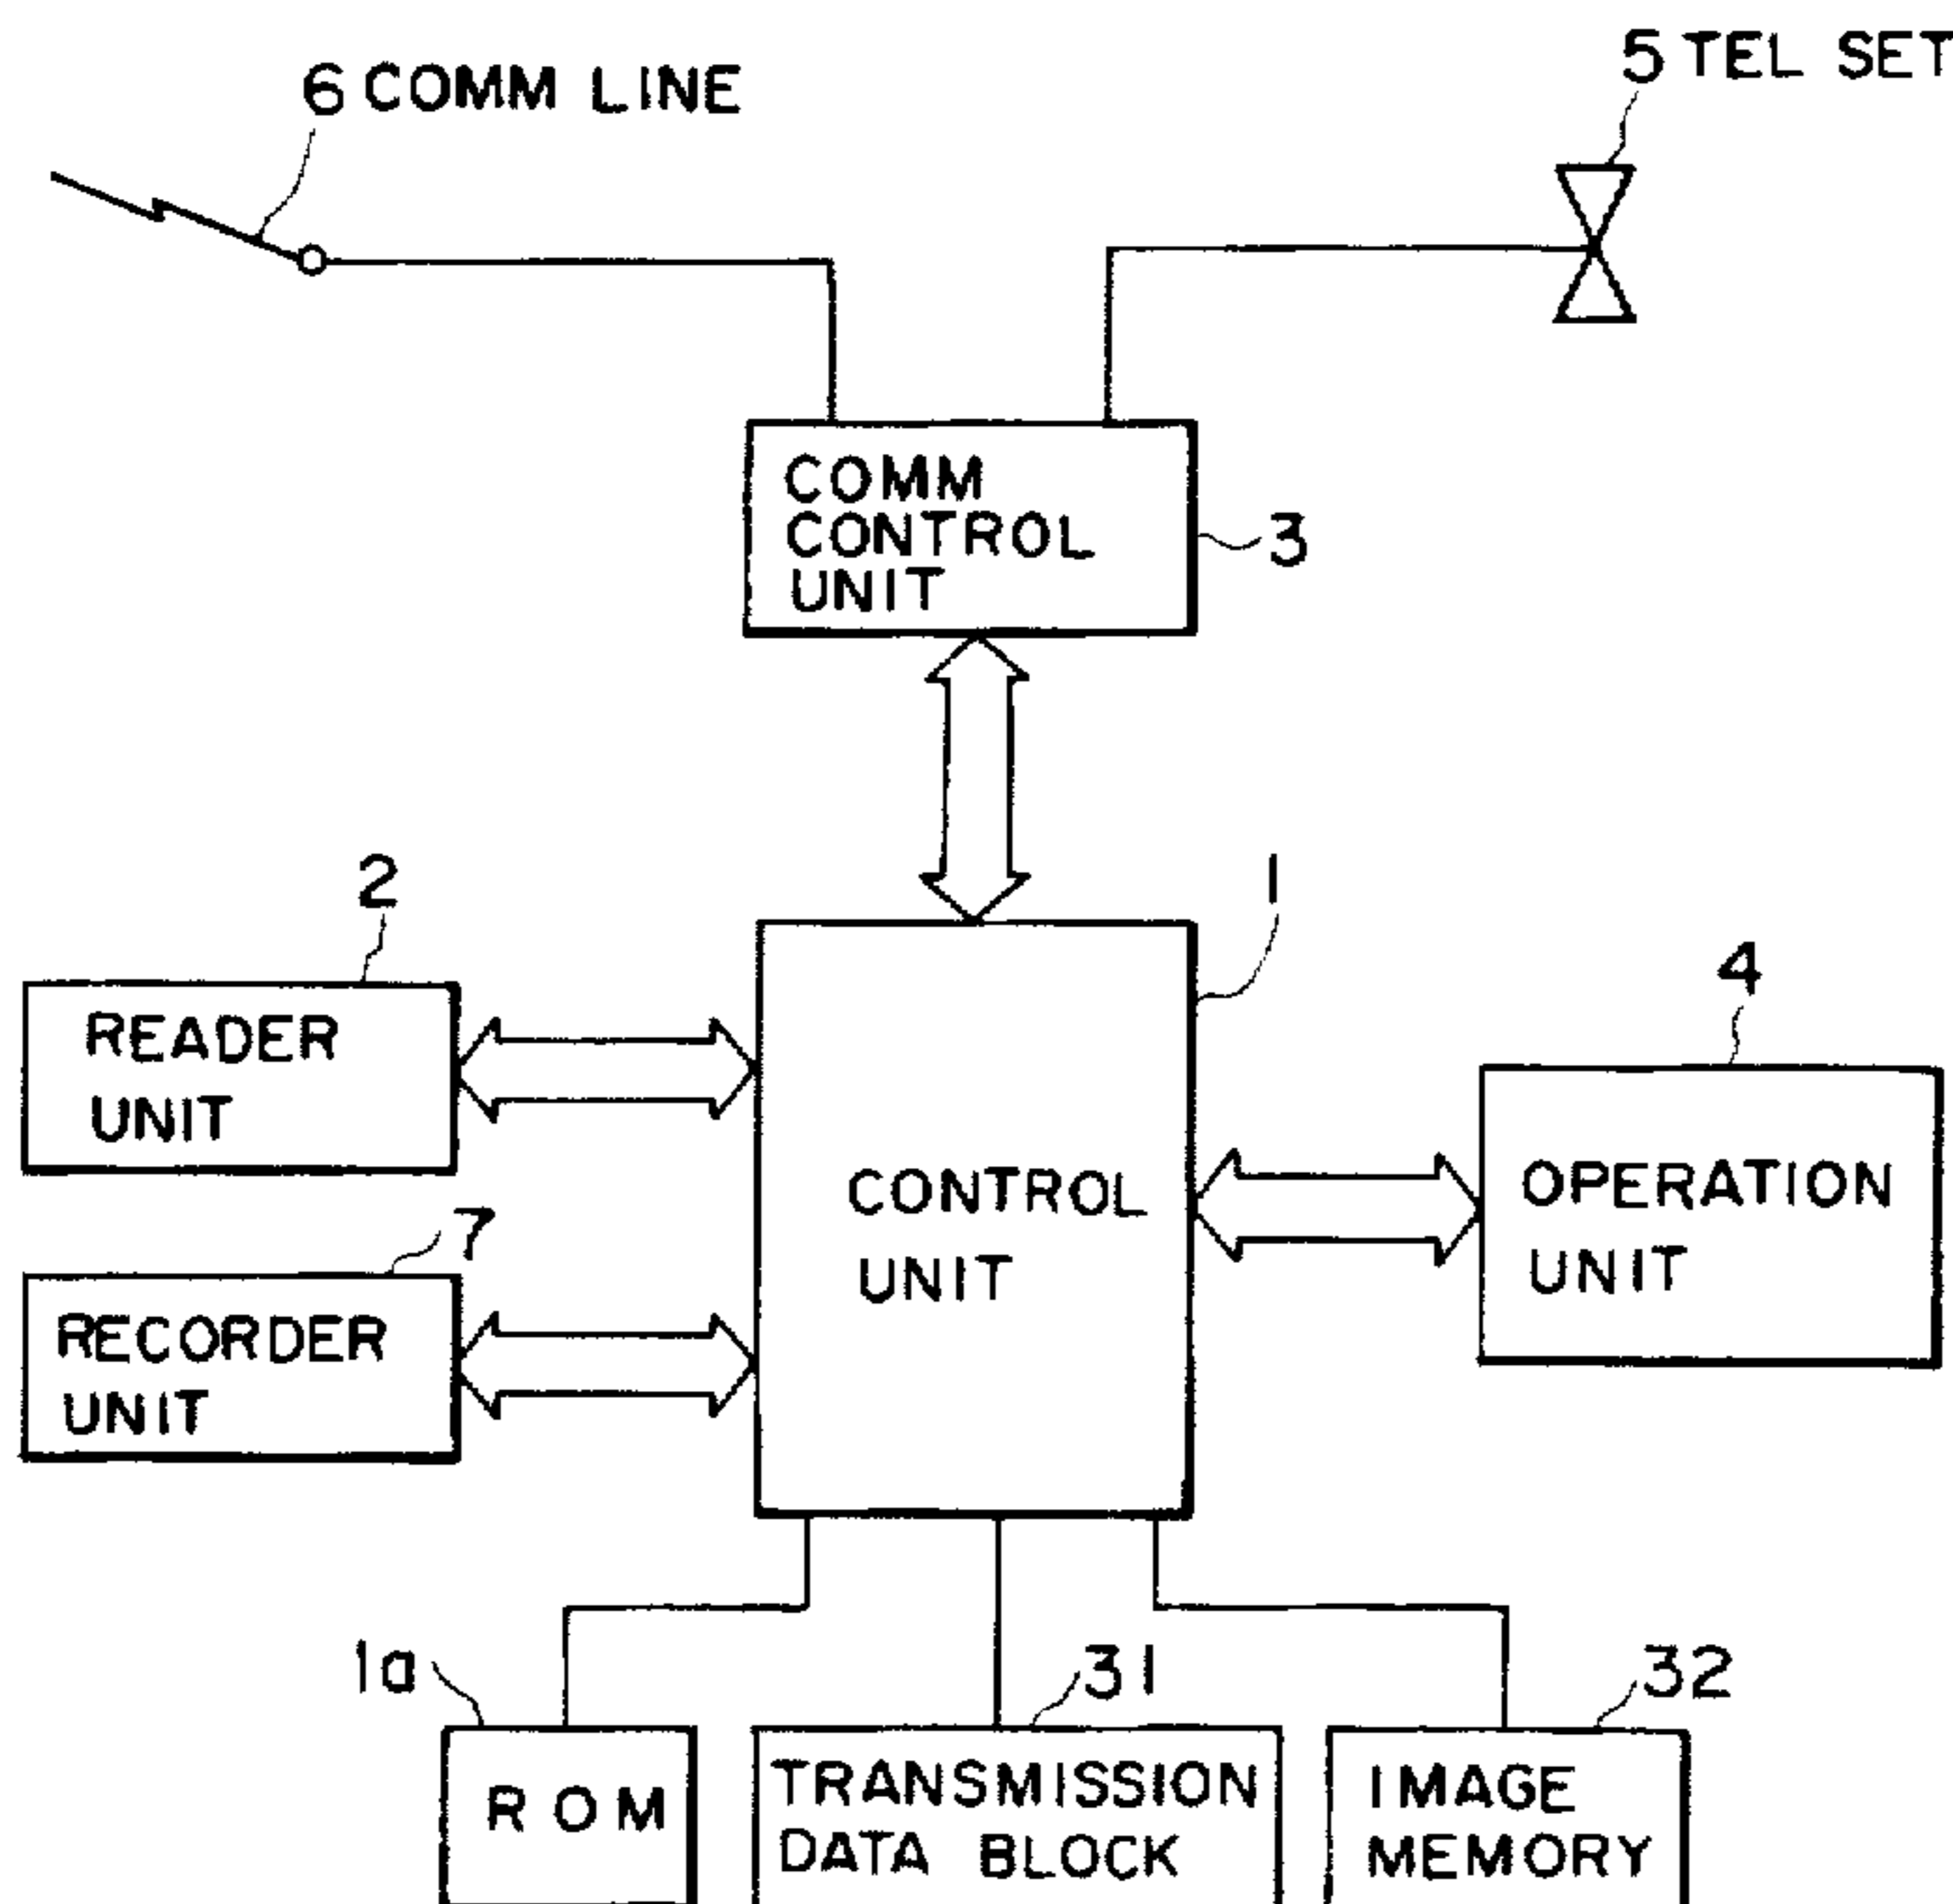 6 COMM LINE
5 TEL SET
COMM
CONTROL
UNIT
3
2
1
4
READER
UNIT
CONTROL
UNIT
OPERATION
UNIT
7
RECORDER
UNIT
1a
31
32
ROM
TRANSMISSION
DATA BLOCK
IMAGE
MEMORY